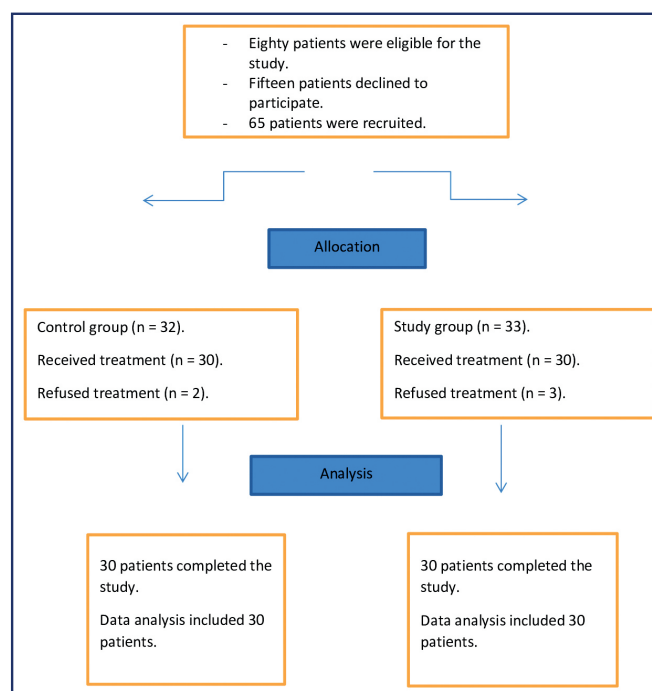 - Eighty patients were eligible for the
study.
- Fifteen patients declined to
participate.
- 65 patients were recruited.
Allocation
Control group (n = 32).
Received treatment (n = 30).
Refused treatment (n = 2).
Study group (n = 33).
Received treatment (n = 30).
Refused treatment (n = 3).
Analysis
30 patients completed the
study.
Data analysis included 30
patients.
30 patients completed the
study.
Data analysis included 30
patients.